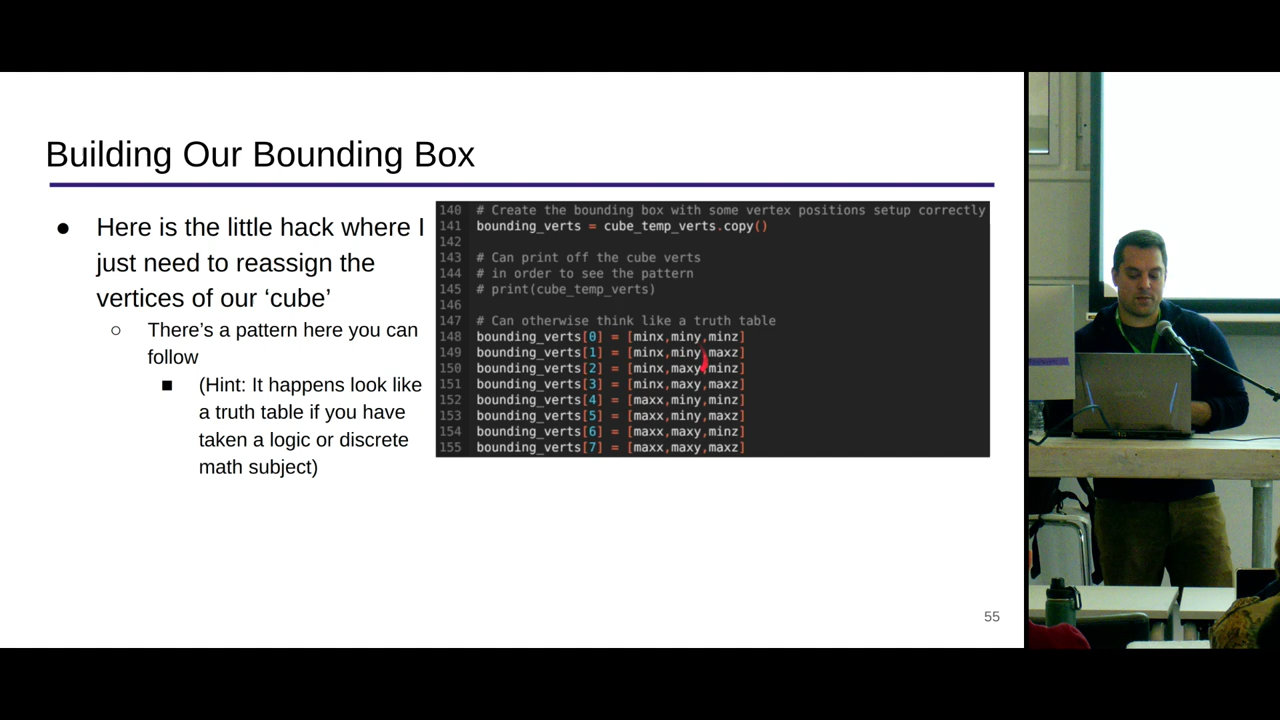 Building Our Bounding Box
● Here is the little hack where I
just need to reassign the
vertices of our ‘cube’
○ There’s a pattern here you can
follow
■ (Hint: It happens look like
a truth table if you have
taken a logic or discrete
math subject)
140 # Create the bounding box with some vertex positions setup correctly
141 bounding_verts = cube_temp_verts.copy()
142
143 # Can print off the cube verts
144 # in order to see the pattern
145 # print(cube_temp_verts)
146
147 # Can otherwise think like a truth table
148 bounding_verts[0] = [minx,miny,minz]
149 bounding_verts[1] = [minx,miny,maxz]
150 bounding_verts[2] = [minx,maxy,minz]
151 bounding_verts[3] = [minx,maxy,maxz]
152 bounding_verts[4] = [maxx,miny,minz]
153 bounding_verts[5] = [maxx,miny,maxz]
154 bounding_verts[6] = [maxx,maxy,minz]
155 bounding_verts[7] = [maxx,maxy,maxz]
55